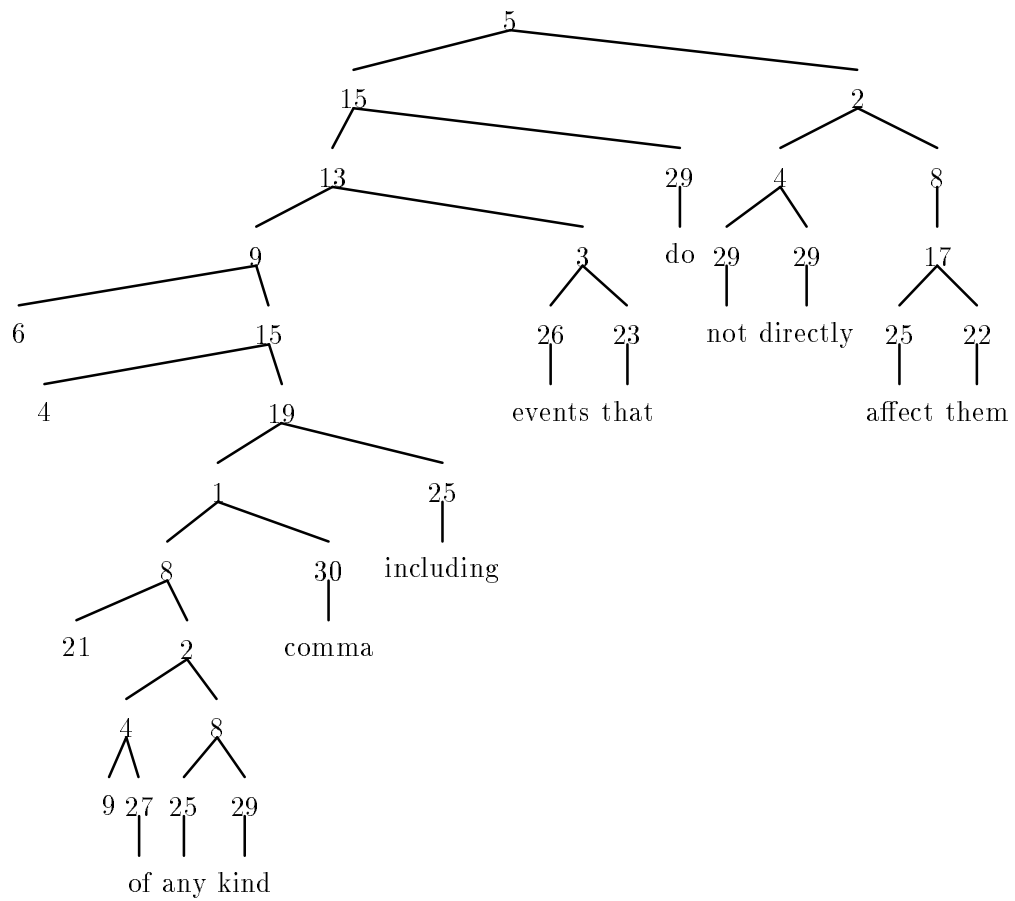 5
15 2
13 29 4 8
9 3 do 29 29 17
6 15 26 23 not directly 25 22
4 19 events that affect them
1 25
8 30 including
21 2 comma
4 8
9 27 25 29
of any kind